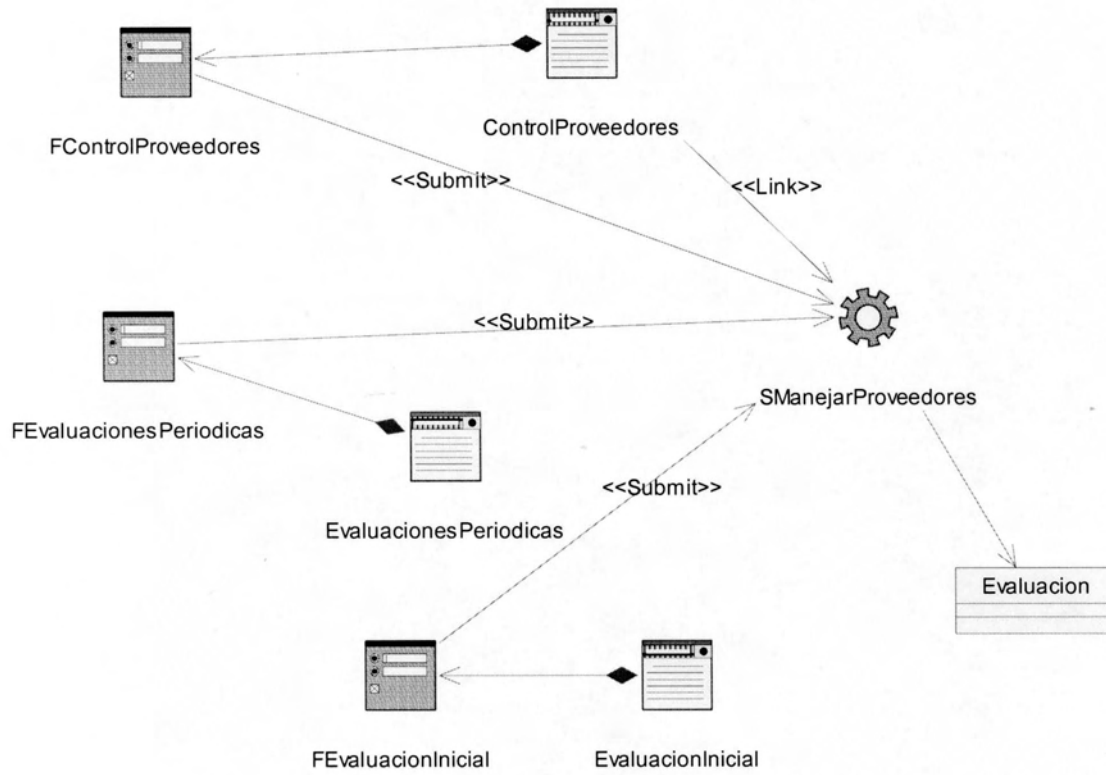 ControlProveedores
FControlProveedores
<<Submit>>
<<Link>>
<<Submit>>
SManejarProveedores
FEvaluacionesPeriodicas
<<Submit>>
EvaluacionesPeriodicas
Evaluacion
FEvaluacionInicial
EvaluacionInicial